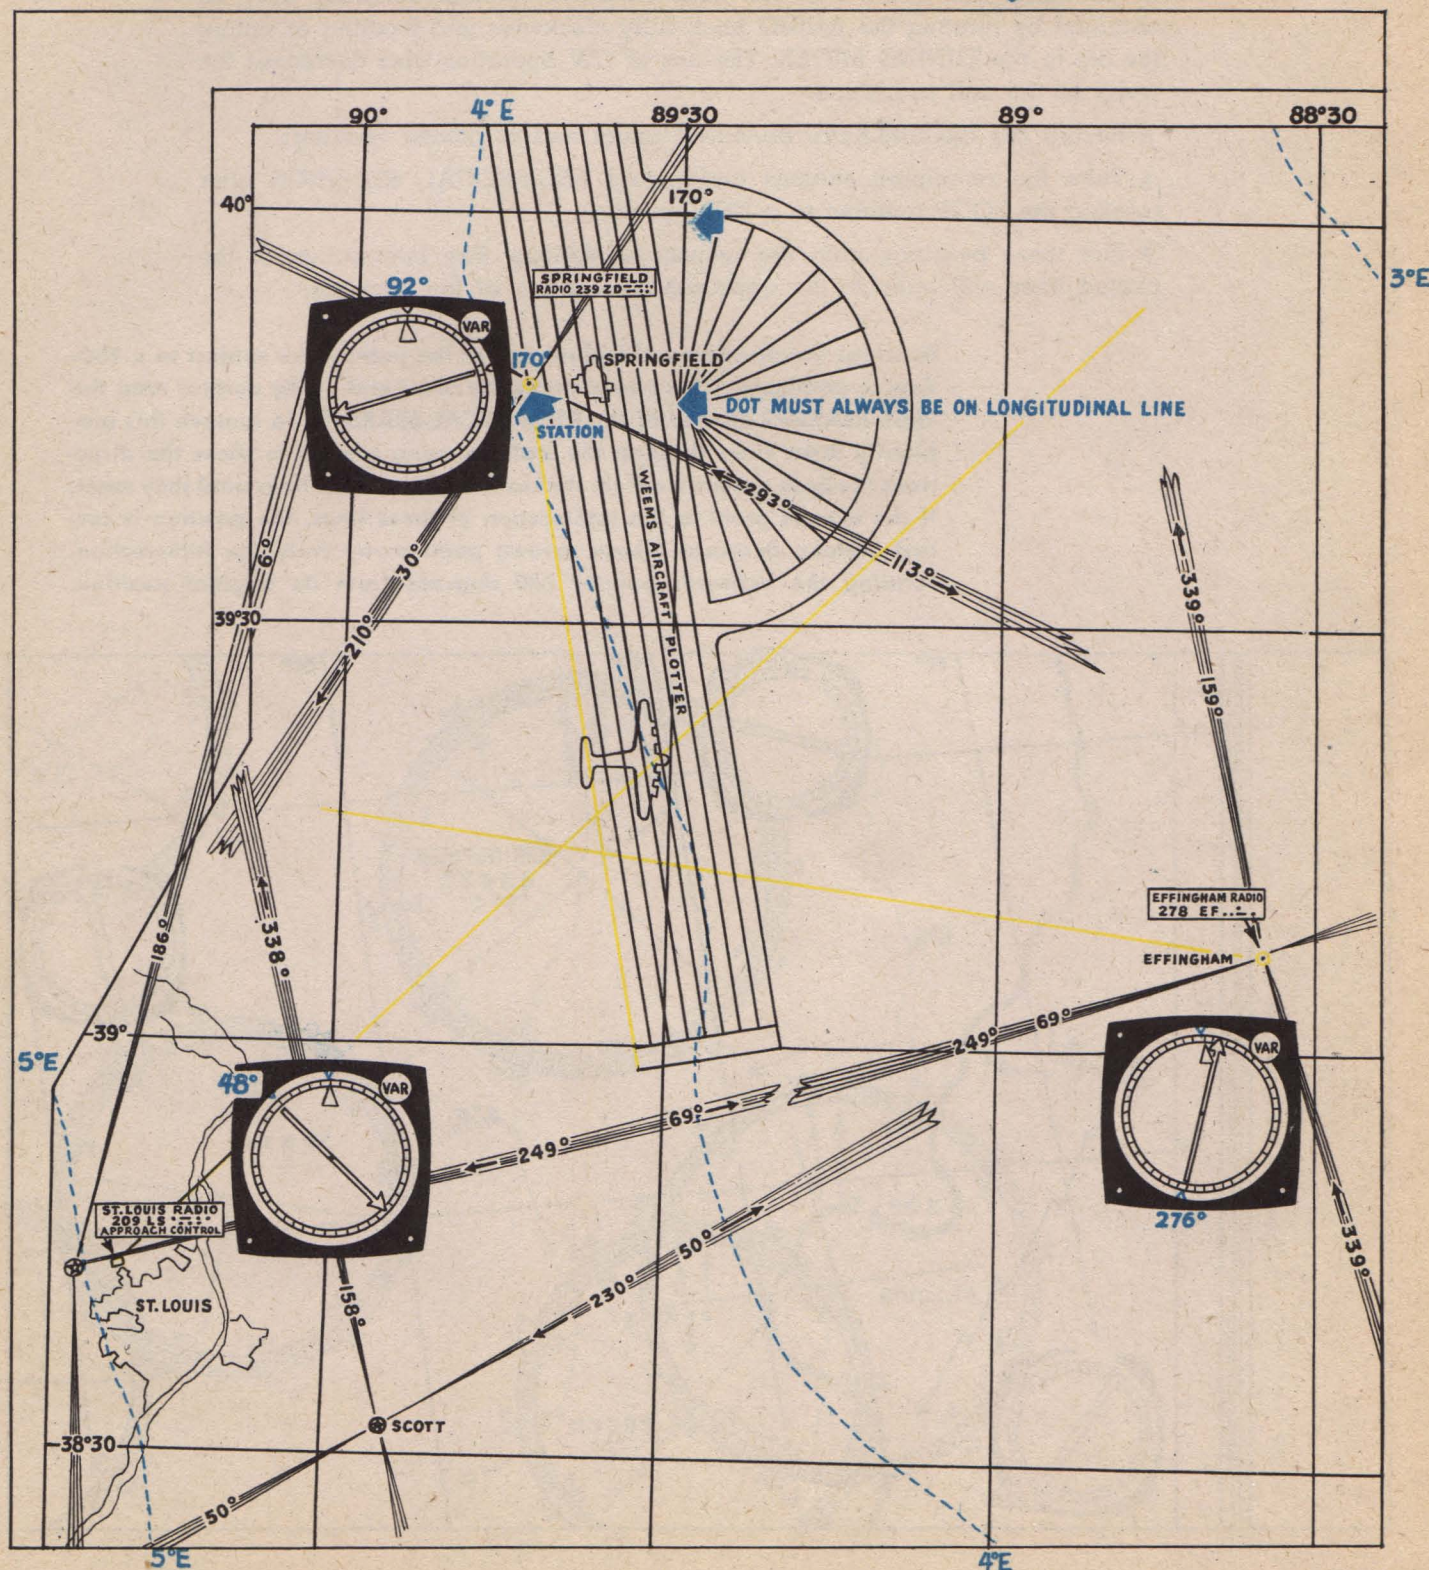 90°
4° E
89°30
89°
88°30
40°
170°
3°E
SPRINGFIELD
RADIO 239 ZD
92°
VAR
170°
SPRINGFIELD
DOT MUST ALWAYS BE ON LONGITUDINAL LINE
STATION
WEEMS AIRCRAFT PLOTTER
293°
113°
6°
30°
210°
39°30
339°
159°
EFFINGHAM RADIO
278 EF
EFFINGHAM
186°
338°
39°
5°E
249° 69°
48°
VAR
VAR
69°
249°
276°
ST. LOUIS RADIO
209 LS
APPROACH CONTROL
ST. LOUIS
50°
230°
158°
339°
SCOTT
38°30
50°
5°E
4°E